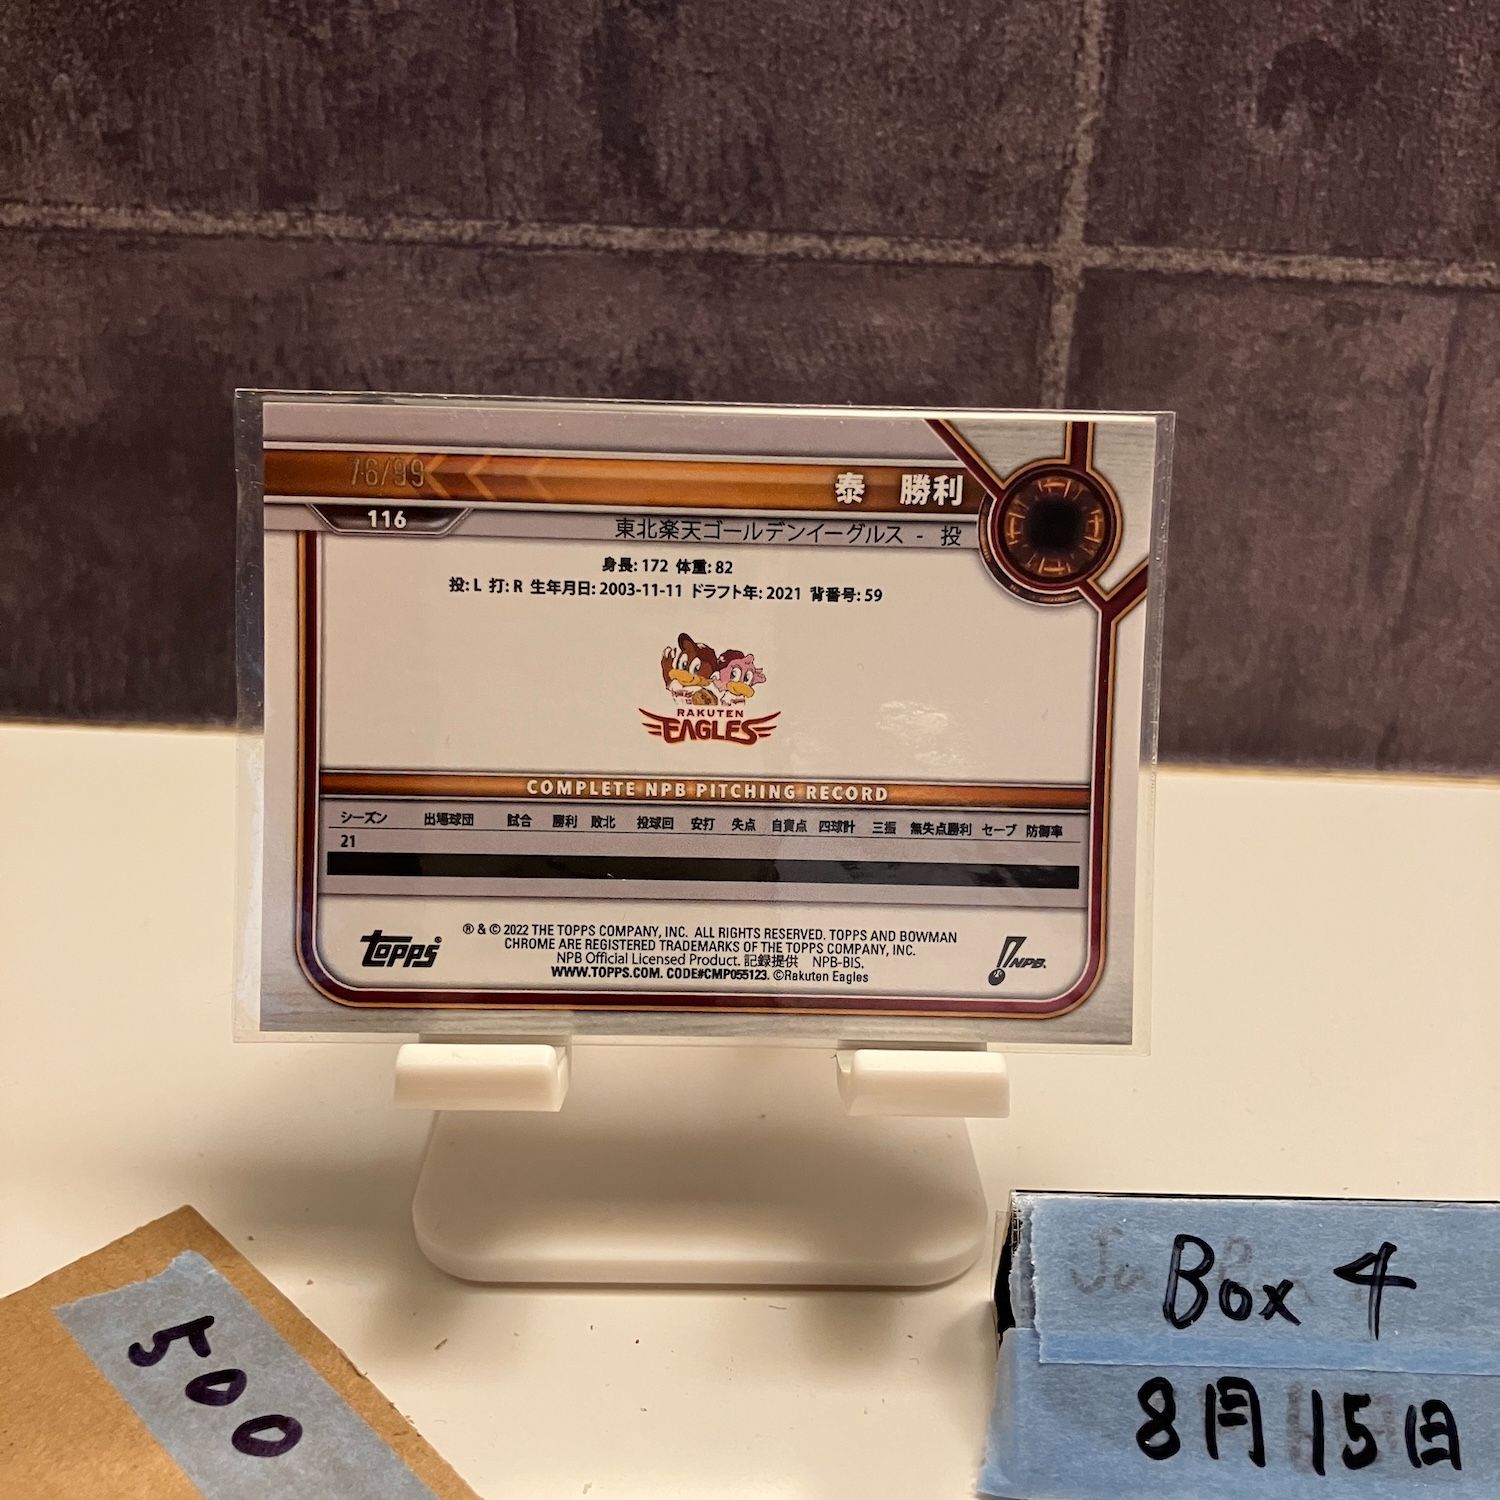 76/99
泰 勝利
116
東北楽天ゴールデンイーグルス - 投
身長: 172 体重: 82
投: L 打: R 生年月日: 2003-11-11 ドラフト年: 2021 背番号: 59
RAKUTEN
EAGLES
COMPLETE NPB PITCHING RECORD
シーズン 出場球団 試合 勝利 敗北 投球回 安打 失点 自責点 四球計 三振 無失点勝利 セーブ 防御率
21
topps®
® & © 2022 THE TOPPS COMPANY, INC. ALL RIGHTS RESERVED. TOPPS AND BOWMAN
CHROME ARE REGISTERED TRADEMARKS OF THE TOPPS COMPANY, INC.
NPB Official Licensed Product. 記録提供 NPB-BIS.
WWW.TOPPS.COM. CODE#CMP055123. ©Rakuten Eagles
NPB.
Box 4
8月15日
500